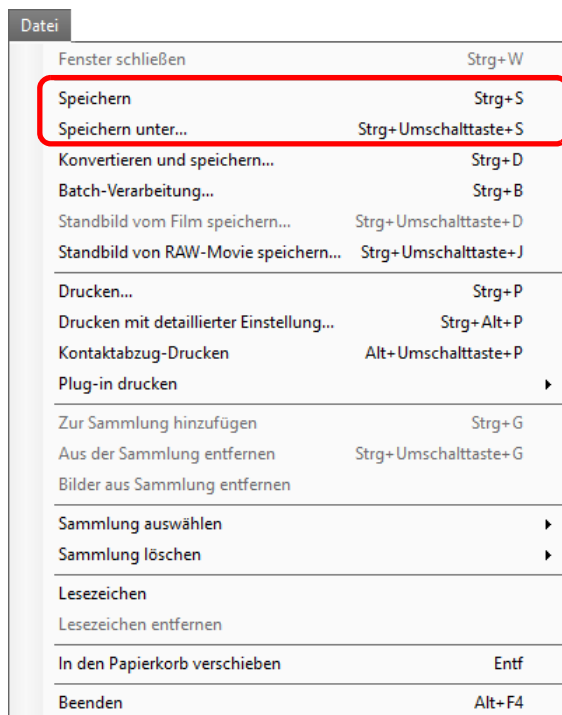 Datei
Fenster schließen Strg+W
Speichern Strg+S
Speichern unter... Strg+Umschalttaste+S
Konvertieren und speichern... Strg+D
Batch-Verarbeitung... Strg+B
Standbild vom Film speichern... Strg+Umschalttaste+D
Standbild von RAW-Movie speichern... Strg+Umschalttaste+J
Drucken... Strg+P
Drucken mit detaillierter Einstellung... Strg+Alt+P
Kontaktabzug-Drucken Alt+Umschalttaste+P
Plug-in drucken
Zur Sammlung hinzufügen Strg+G
Aus der Sammlung entfernen Strg+Umschalttaste+G
Bilder aus Sammlung entfernen
Sammlung auswählen
Sammlung löschen
Lesezeichen
Lesezeichen entfernen
In den Papierkorb verschieben Entf
Beenden Alt+F4